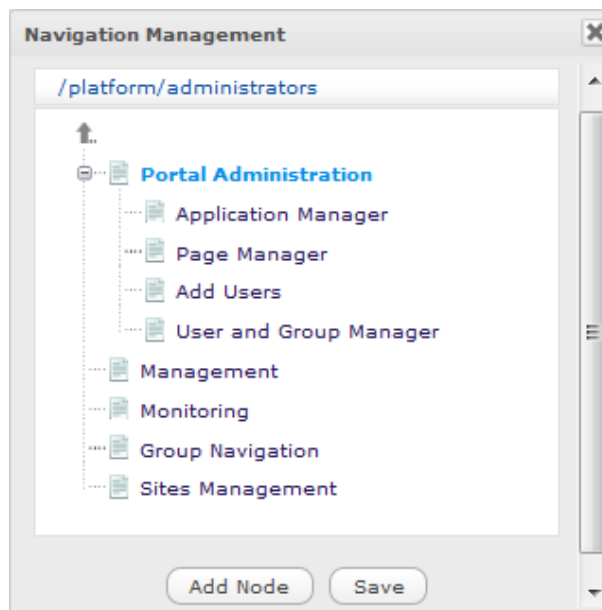 Navigation Management
/platform/administrators
Portal Administration
Application Manager
Page Manager
Add Users
User and Group Manager
Management
Monitoring
Group Navigation
Sites Management
Add Node Save